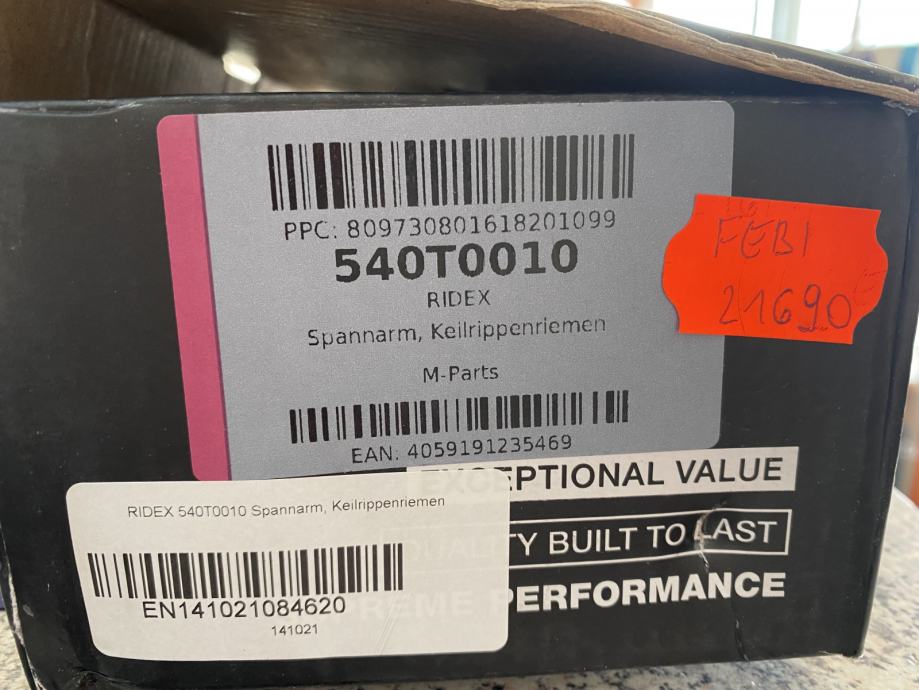 PPC: 809730801618201099
540T0010
RIDEX
Spannarm, Keilrippenriemen
M-Parts
EAN: 4059191235469
FEBI
21690
EXCEPTIONAL VALUE
QUALITY BUILT TO LAST
PERFORMANCE
RIDEX 540T0010 Spannarm, Keilrippenriemen
EN141021084620
141021